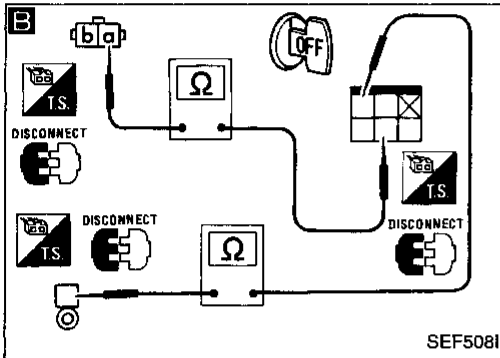 B
b a
OFF
Ω
T.S.
DISCONNECT
T.S.
T.S.
DISCONNECT
DISCONNECT
Ω
SEF508I